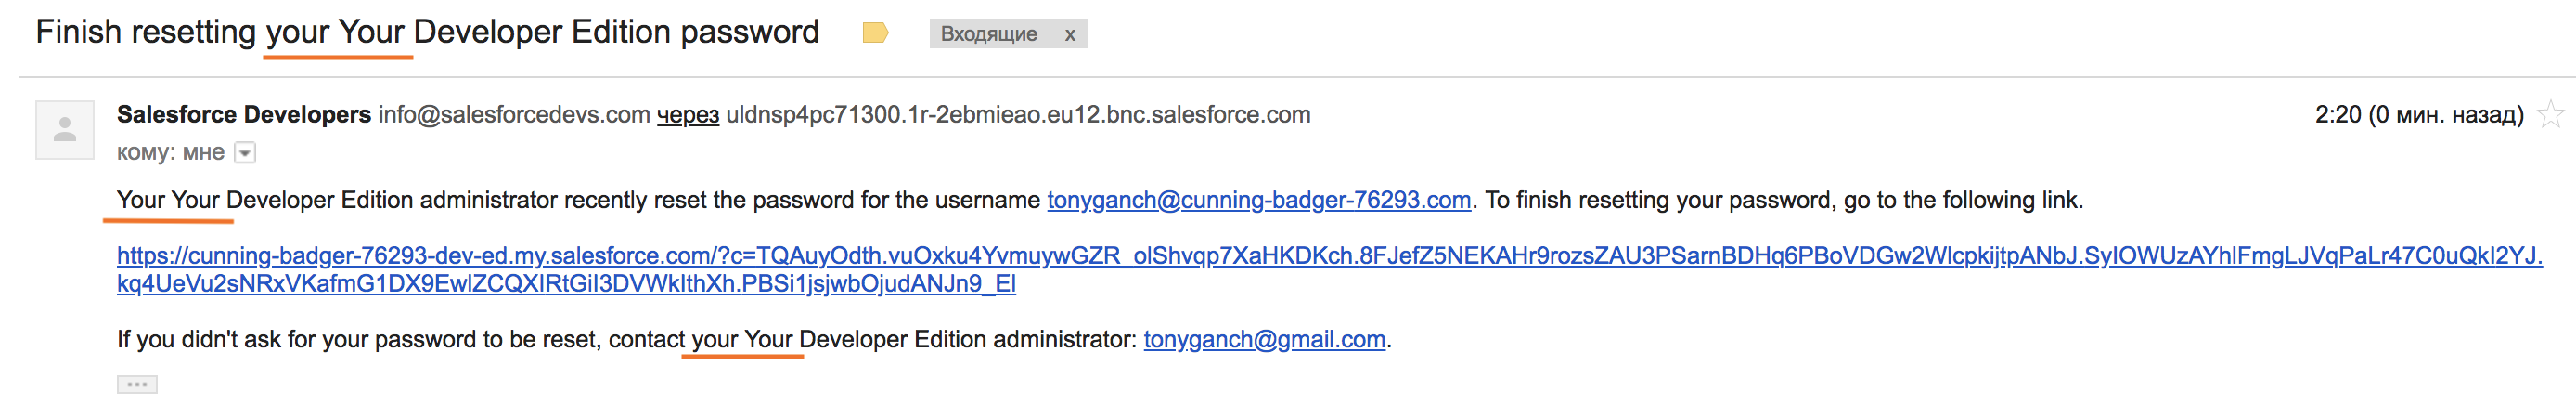 Finish resetting your Your Developer Edition password
Входящие x
Salesforce Developers info@salesforcedevs.com через uldnsp4pc71300.1r-2ebmieao.eu12.bnc.salesforce.com
2:20 (0 мин. назад)
кому: мне
Your Your Developer Edition administrator recently reset the password for the username tonyganch@cunning-badger-76293.com. To finish resetting your password, go to the following link.
https://cunning-badger-76293-dev-ed.my.salesforce.com/?c=TQAuyOdth.vuOxku4YvmuywGZR_olShvqp7XaHKDKch.8FJefZ5NEKAHr9rozsZAU3PSarnBDHq6PBoVDGw2WlcpkijtpANbJ.SyIOWUzAYhlFmgLJVqPaLr47C0uQkl2YJ.
kq4UeVu2sNRxVKafmG1DX9EwlZCQXIRtGiI3DVWklthXh.PBSi1jsjwbOjudANJn9_El
If you didn't ask for your password to be reset, contact your Your Developer Edition administrator: tonyganch@gmail.com.